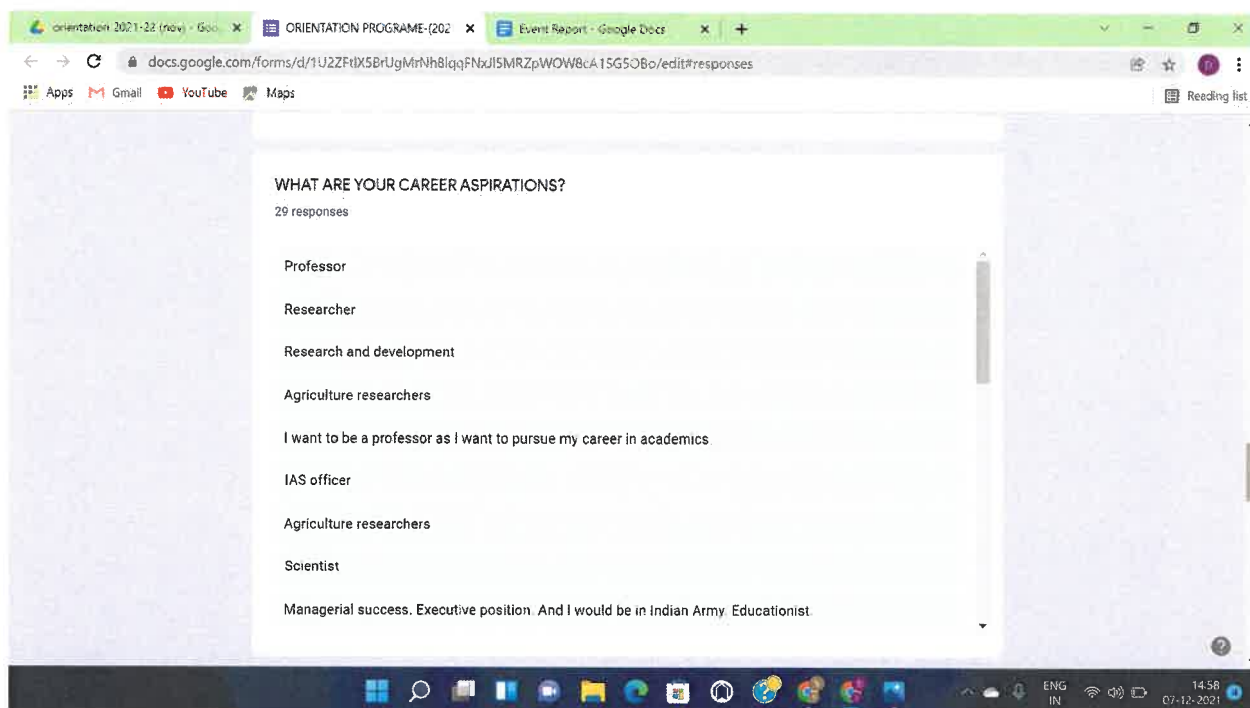 orientation 2021-22 (nov) - Goo
ORIENTATION PROGRAME-(202
Event Report - Google Docs
docs.google.com/forms/d/
/edit#responses
Apps
Gmail
YouTube
Maps
Reading list
WHAT ARE YOUR CAREER ASPIRATIONS?
29 responses
Professor
Researcher
Research and development
Agriculture researchers
I want to be a professor as I want to pursue my career in academics
IAS officer
Agriculture researchers
Scientist
Managerial success. Executive position. And I would be in Indian Army. Educationist.
ENG
IN
14:58
07-12-2021